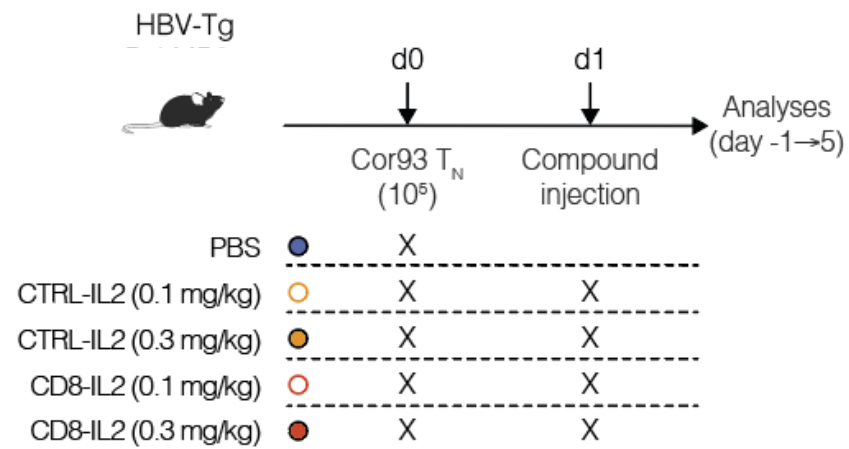 HBV-Tg
d0 d1
Analyses
(day -1→5)
Cor93 T_N Compound
(10⁵) injection
PBS X
CTRL-IL2 (0.1 mg/kg) X X
CTRL-IL2 (0.3 mg/kg) X X
CD8-IL2 (0.1 mg/kg) X X
CD8-IL2 (0.3 mg/kg) X X